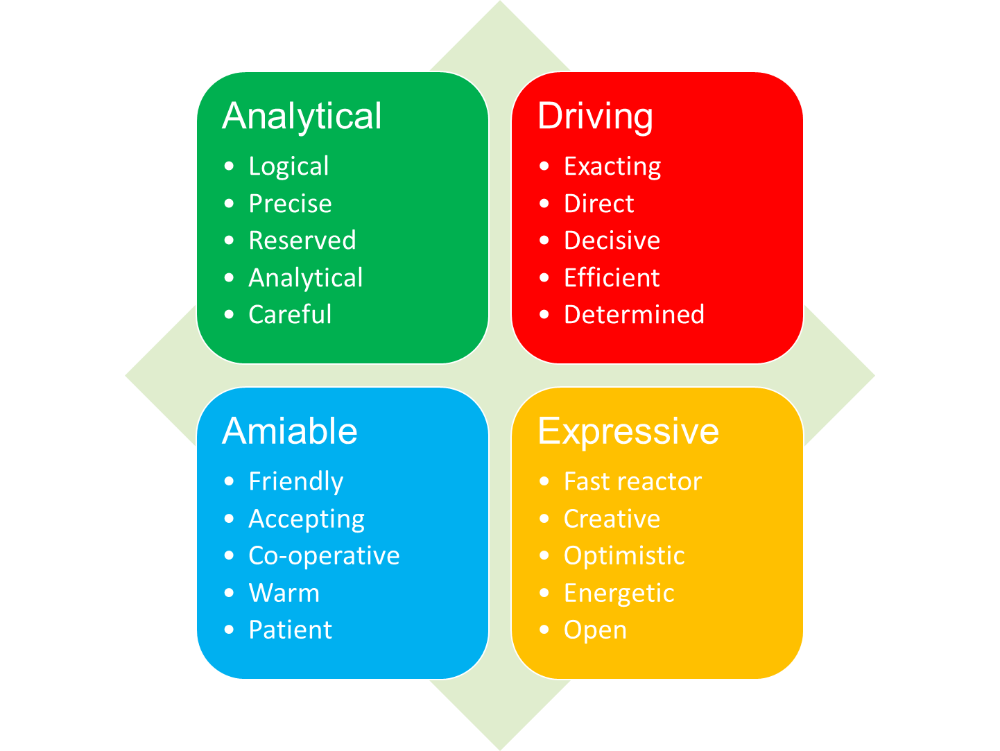 Analytical
• Logical
• Precise
• Reserved
• Analytical
• Careful
Driving
• Exacting
• Direct
• Decisive
• Efficient
• Determined
Amiable
• Friendly
• Accepting
• Co-operative
• Warm
• Patient
Expressive
• Fast reactor
• Creative
• Optimistic
• Energetic
• Open